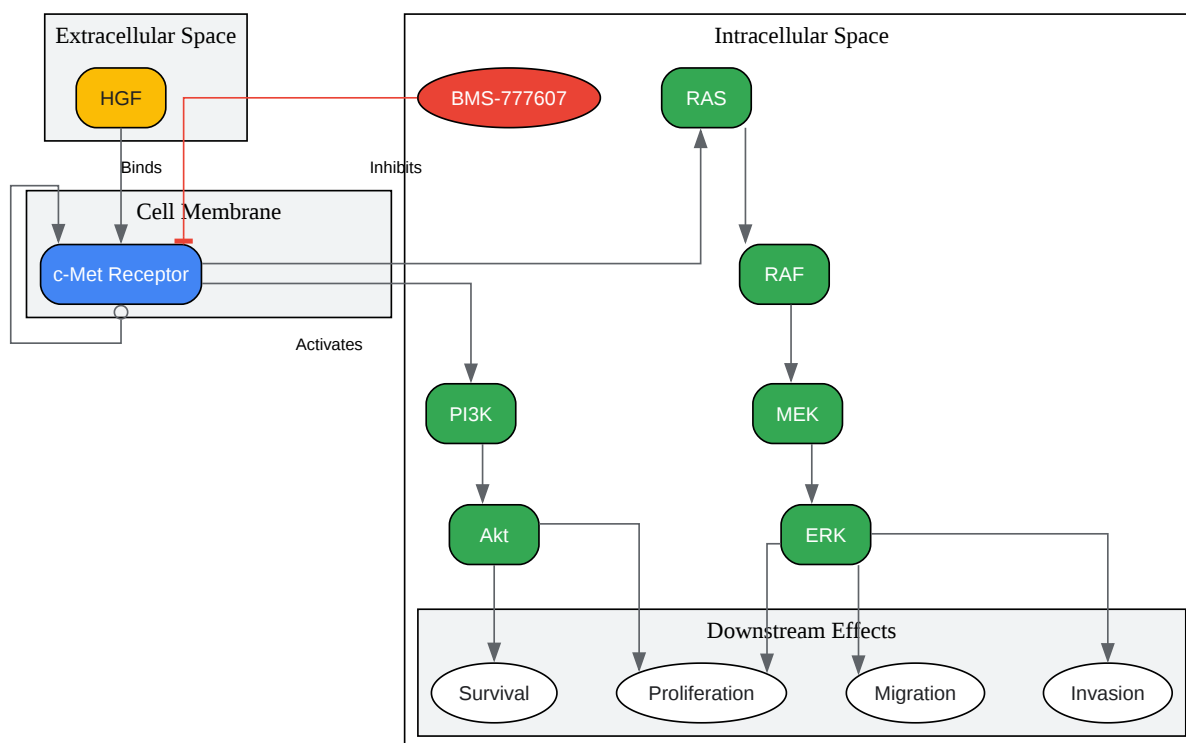 Extracellular Space
Intracellular Space
HGF
BMS-777607
RAS
Binds
Inhibits
Cell Membrane
c-Met Receptor
RAF
Activates
PI3K
MEK
Akt
ERK
Downstream Effects
Survival
Proliferation
Migration
Invasion